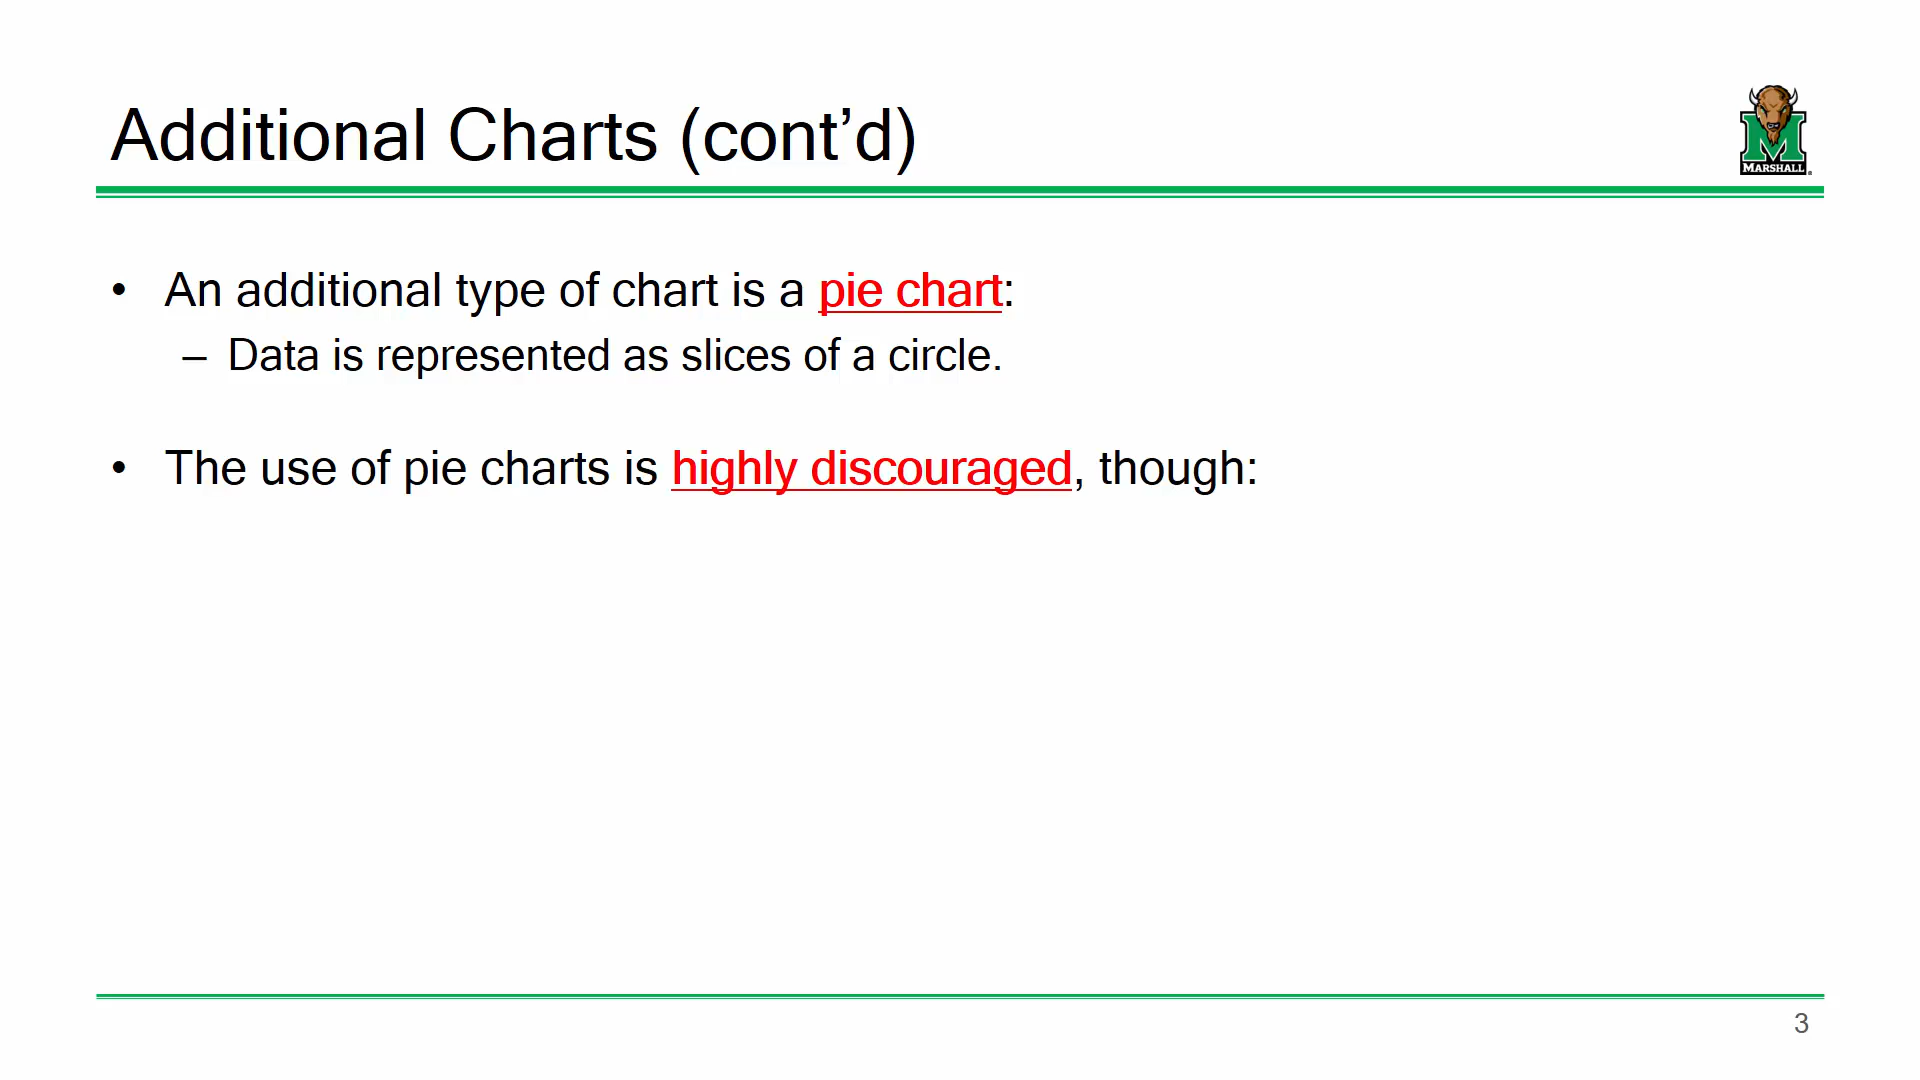 Additional Charts (cont’d)
MARSHALL
• An additional type of chart is a pie chart:
– Data is represented as slices of a circle.
• The use of pie charts is highly discouraged, though:
3